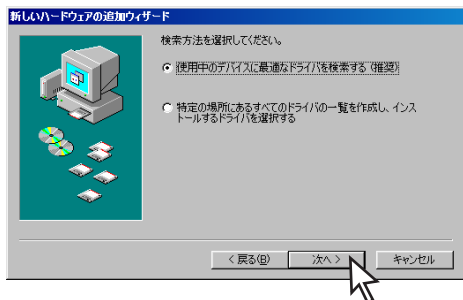 新しいハードウェアの追加ウィザード
検索方法を選択してください。
使用中のデバイスに最適なドライバを検索する（推奨）
特定の場所にあるすべてのドライバの一覧を作成し、インス
トールするドライバを選択する
< 戻る(B)
次へ >
キャンセル